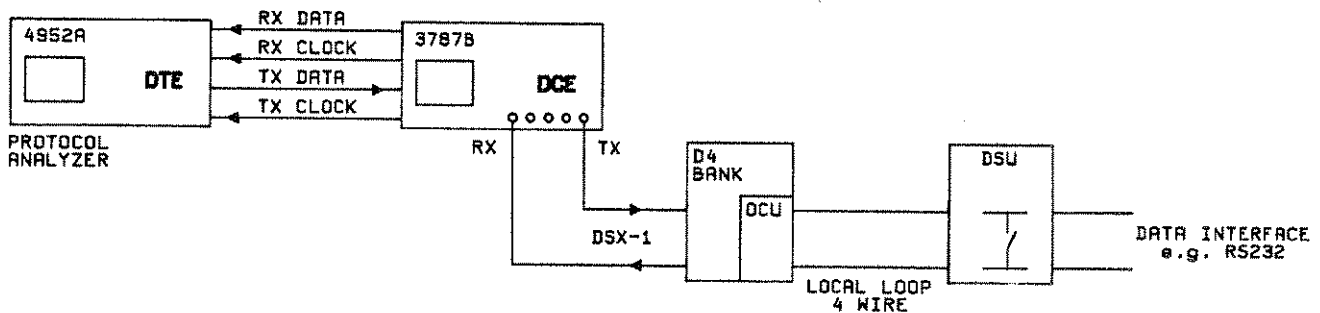 RX DATA
4952A
3787B
RX CLOCK
DTE
TX DATA
DCE
TX CLOCK
PROTOCOL
ANALYZER
RX
TX
D4
BANK
DSU
OCU
DSX-1
DATA INTERFACE
e.g. RS232
LOCAL LOOP
4 WIRE